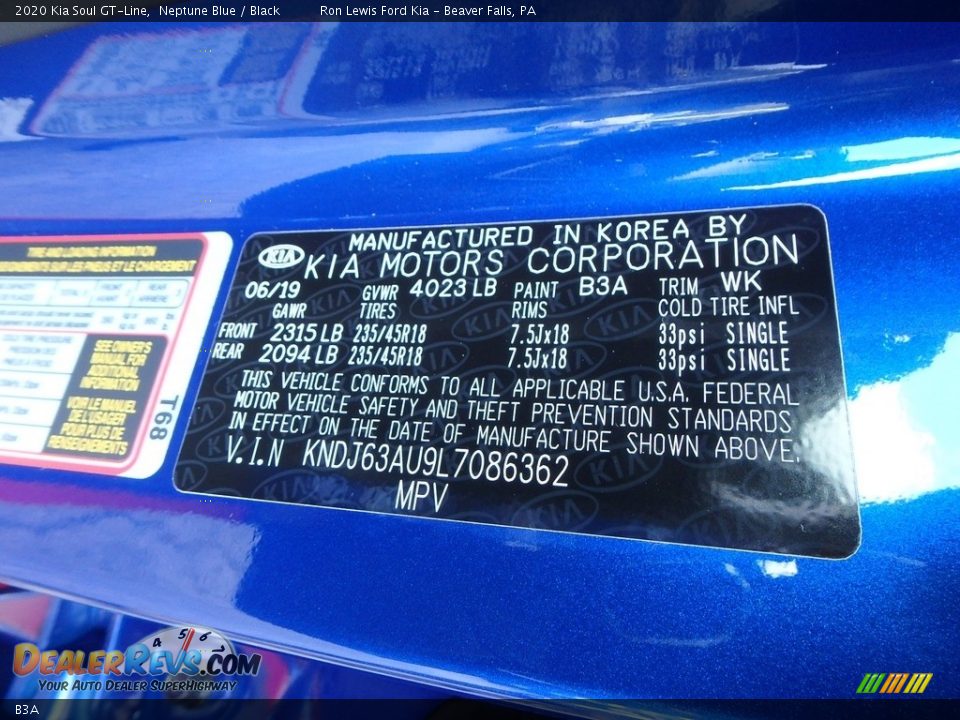 2020 Kia Soul GT-Line, Neptune Blue / Black Ron Lewis Ford Kia - Beaver Falls, PA
TIRE AND LOADING INFORMATION
SEE OWNER'S
MANUAL FOR
ADDITIONAL
INFORMATION
VOIR LE MANUEL
DE L'USAGER
POUR PLUS DE
RENSEIGNEMENTS
T68
KIA
MANUFACTURED IN KOREA BY
KIA MOTORS CORPORATION
06/19 GVWR 4023 LB PAINT B3A TRIM WK
GAWR TIRES RIMS COLD TIRE INFL
FRONT 2315 LB 235/45R18 7.5Jx18 33psi SINGLE
REAR 2094 LB 235/45R18 7.5Jx18 33psi SINGLE
THIS VEHICLE CONFORMS TO ALL APPLICABLE U.S.A. FEDERAL
MOTOR VEHICLE SAFETY AND THEFT PREVENTION STANDARDS
IN EFFECT ON THE DATE OF MANUFACTURE SHOWN ABOVE.
V.I.N KNDJ63AU9L7086362
MPV
4 5 6
DealerRevs.com
Your Auto Dealer SuperHighway
B3A